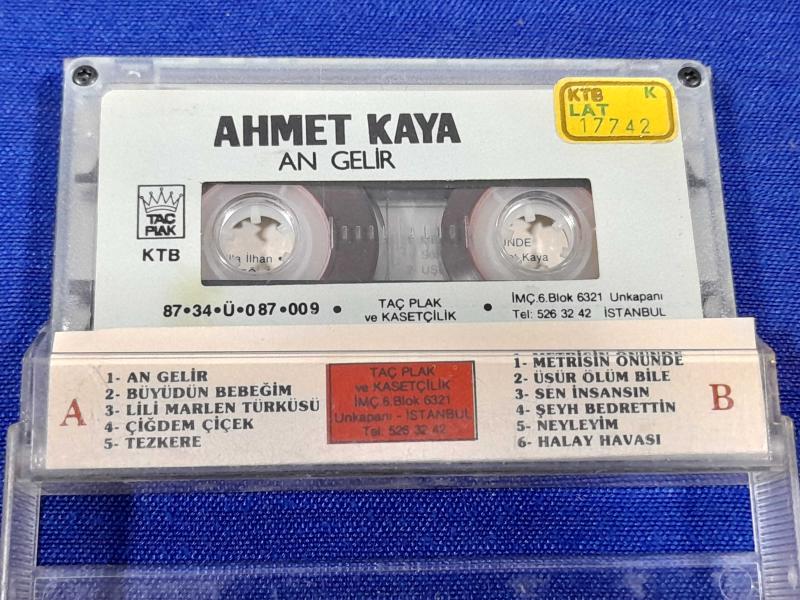 AHMET KAYA
AN GELİR
KTB K
LAT
17742
TAÇ
PLAK
KTB
İlhan
ÜNDE
Kaya
87•34•Ü•087•009 •
TAÇ PLAK
ve KASETÇİLİK
•
İMÇ.6.Blok 6321 Unkapanı
Tel: 526 32 42 İSTANBUL
A
1- AN GELİR
2- BÜYÜDÜN BEBEĞİM
3- LİLİ MARLEN TÜRKÜSÜ
4- ÇİĞDEM ÇİÇEK
5- TEZKERE
TAÇ PLAK
ve KASETÇİLİK
İMÇ.6.Blok 6321
Unkapanı - İSTANBUL
Tel: 526 32 42
1- METRİSİN ÖNÜNDE
2- ÜŞÜR ÖLÜM BİLE
3- SEN İNSANSIN
4- ŞEYH BEDRETTİN
5- NEYLEYİM
6- HALAY HAVASI
B